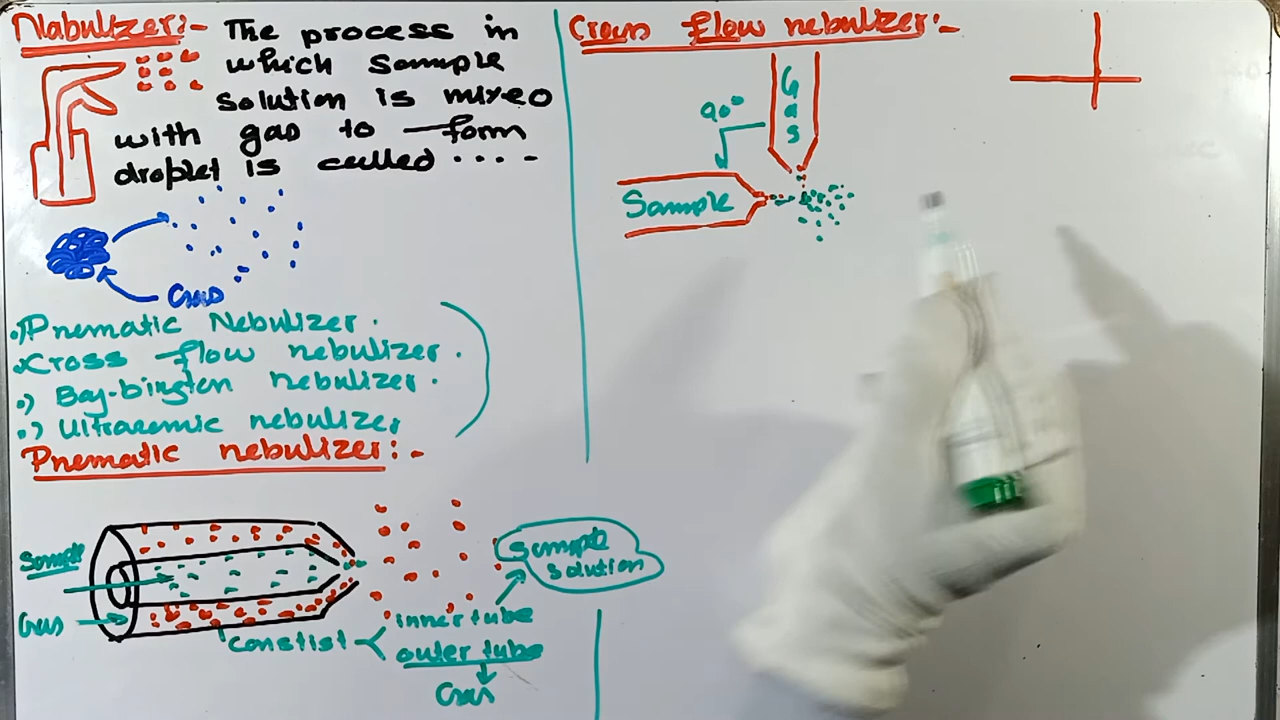 Nabulizer:- The process in
which sample
solution is mixed
with gas to form
droplet is called ....
Gas
.) Pnematic Nebulizer.
.) Cross flow nebulizer.
.) Bay-bington nebulizer.
.) Ultrasonic nebulizer
Pnematic nebulizer:-
Sample
Gas
constist
inner tube
outer tube
Gas
Sample
solution
Cross flow nebulizer:-
Gas
90°
Sample